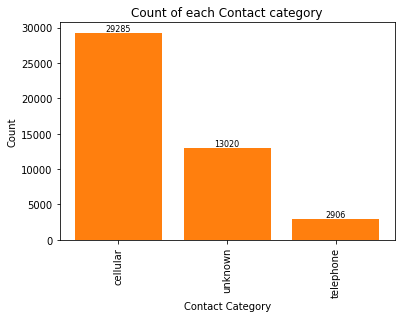 Count of each Contact category
30000
25000
20000
15000
10000
5000
0
Count
29285
13020
2906
cellular
unknown
telephone
Contact Category